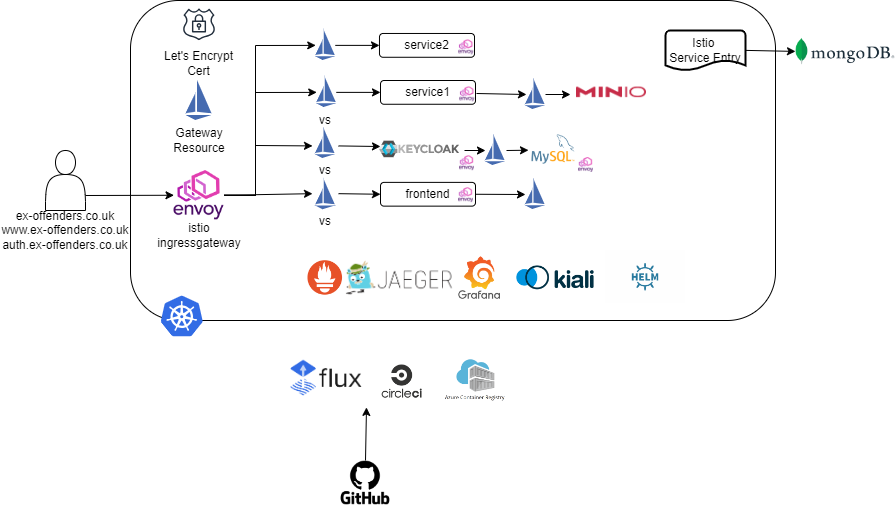 Let's Encrypt
Cert
Gateway
Resource
envoy
istio
ingressgateway
ex-offenders.co.uk
www.ex-offenders.co.uk
auth.ex-offenders.co.uk
service2
envoy
service1
envoy
vs
MINIO
KEYCLOAK
envoy
vs
MySQL
envoy
vs
frontend
envoy
vs
Istio
Service Entry
mongoDB.
JAEGER
Grafana
kiali
HELM
flux
circleci
Azure Container Registry
GitHub